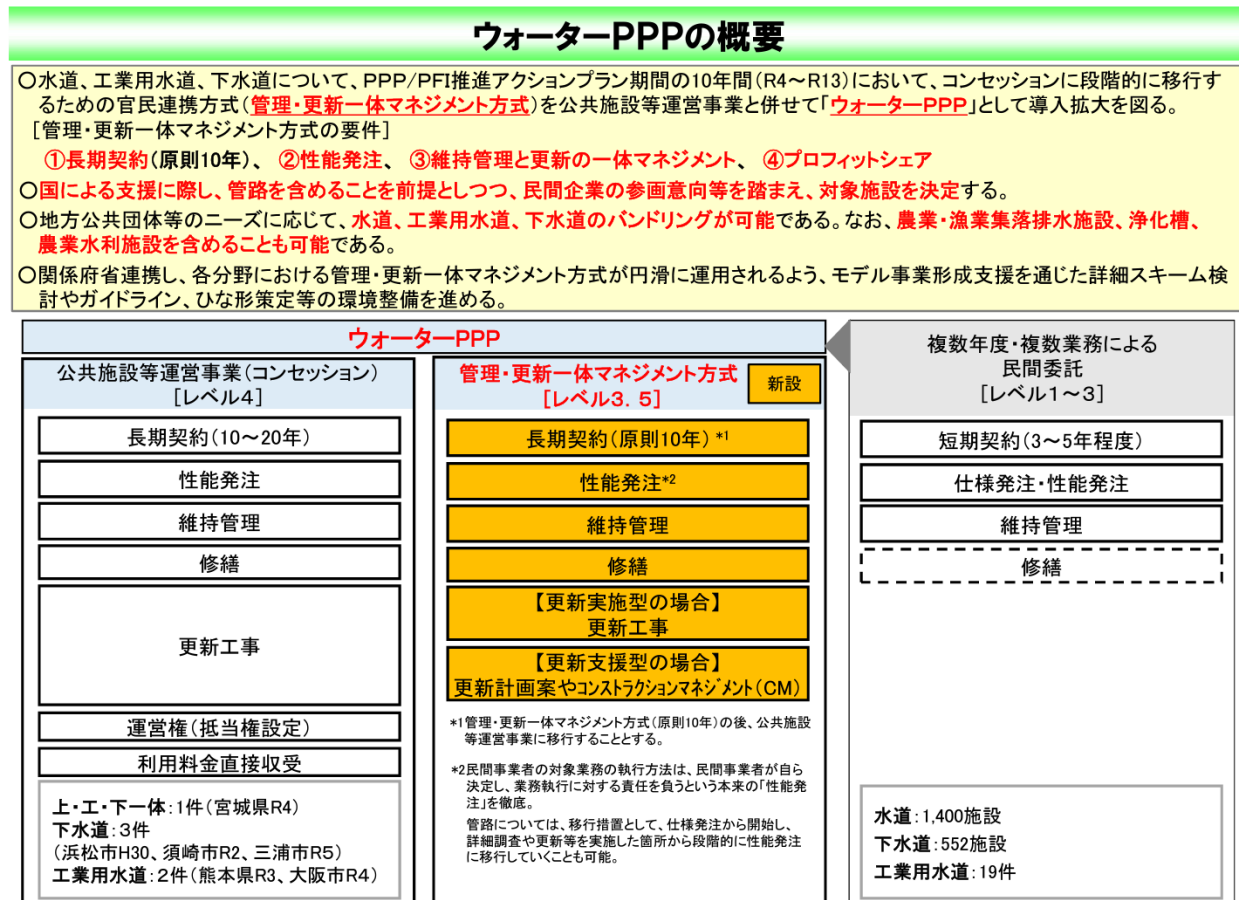 ウォーターPPPの概要
○水道、工業用水道、下水道について、PPP/PFI推進アクションプラン期間の10年間(R4~R13)において、コンセッションに段階的に移行す
るための官民連携方式(管理・更新一体マネジメント方式)を公共施設等運営事業と併せて「ウォーターPPP」として導入拡大を図る。
[管理・更新一体マネジメント方式の要件]
①長期契約(原則10年)、 ②性能発注、 ③維持管理と更新の一体マネジメント、 ④プロフィットシェア
○国による支援に際し、管路を含めることを前提としつつ、民間企業の参画意向等を踏まえ、対象施設を決定する。
○地方公共団体等のニーズに応じて、水道、工業用水道、下水道のバンドリングが可能である。なお、農業・漁業集落排水施設、浄化槽、
農業水利施設を含めることも可能である。
○関係府省連携し、各分野における管理・更新一体マネジメント方式が円滑に運用されるよう、モデル事業形成支援を通じた詳細スキーム検
討やガイドライン、ひな形策定等の環境整備を進める。
ウォーターPPP
公共施設等運営事業(コンセッション)
[レベル4]
長期契約(10~20年)
性能発注
維持管理
修繕
更新工事
運営権(抵当権設定)
利用料金直接収受
上・工・下一体:1件(宮城県R4)
下水道:3件
(浜松市H30、須崎市R2、三浦市R5)
工業用水道:2件(熊本県R3、大阪市R4)
管理・更新一体マネジメント方式
[レベル3.5]
新設
長期契約(原則10年)*1
性能発注*2
維持管理
修繕
【更新実施型の場合】
更新工事
【更新支援型の場合】
更新計画案やコンストラクションマネジメント(CM)
*1管理・更新一体マネジメント方式(原則10年)の後、公共施設
等運営事業に移行することとする。
*2民間事業者の対象業務の執行方法は、民間事業者が自ら
決定し、業務執行に対する責任を負うという本来の「性能発
注」を徹底。
管路については、移行措置として、仕様発注から開始し、
詳細調査や更新等を実施した箇所から段階的に性能発注
に移行していくことも可能。
複数年度・複数業務による
民間委託
[レベル1~3]
短期契約(3~5年程度)
仕様発注・性能発注
維持管理
修繕
水道:1,400施設
下水道:552施設
工業用水道:19件